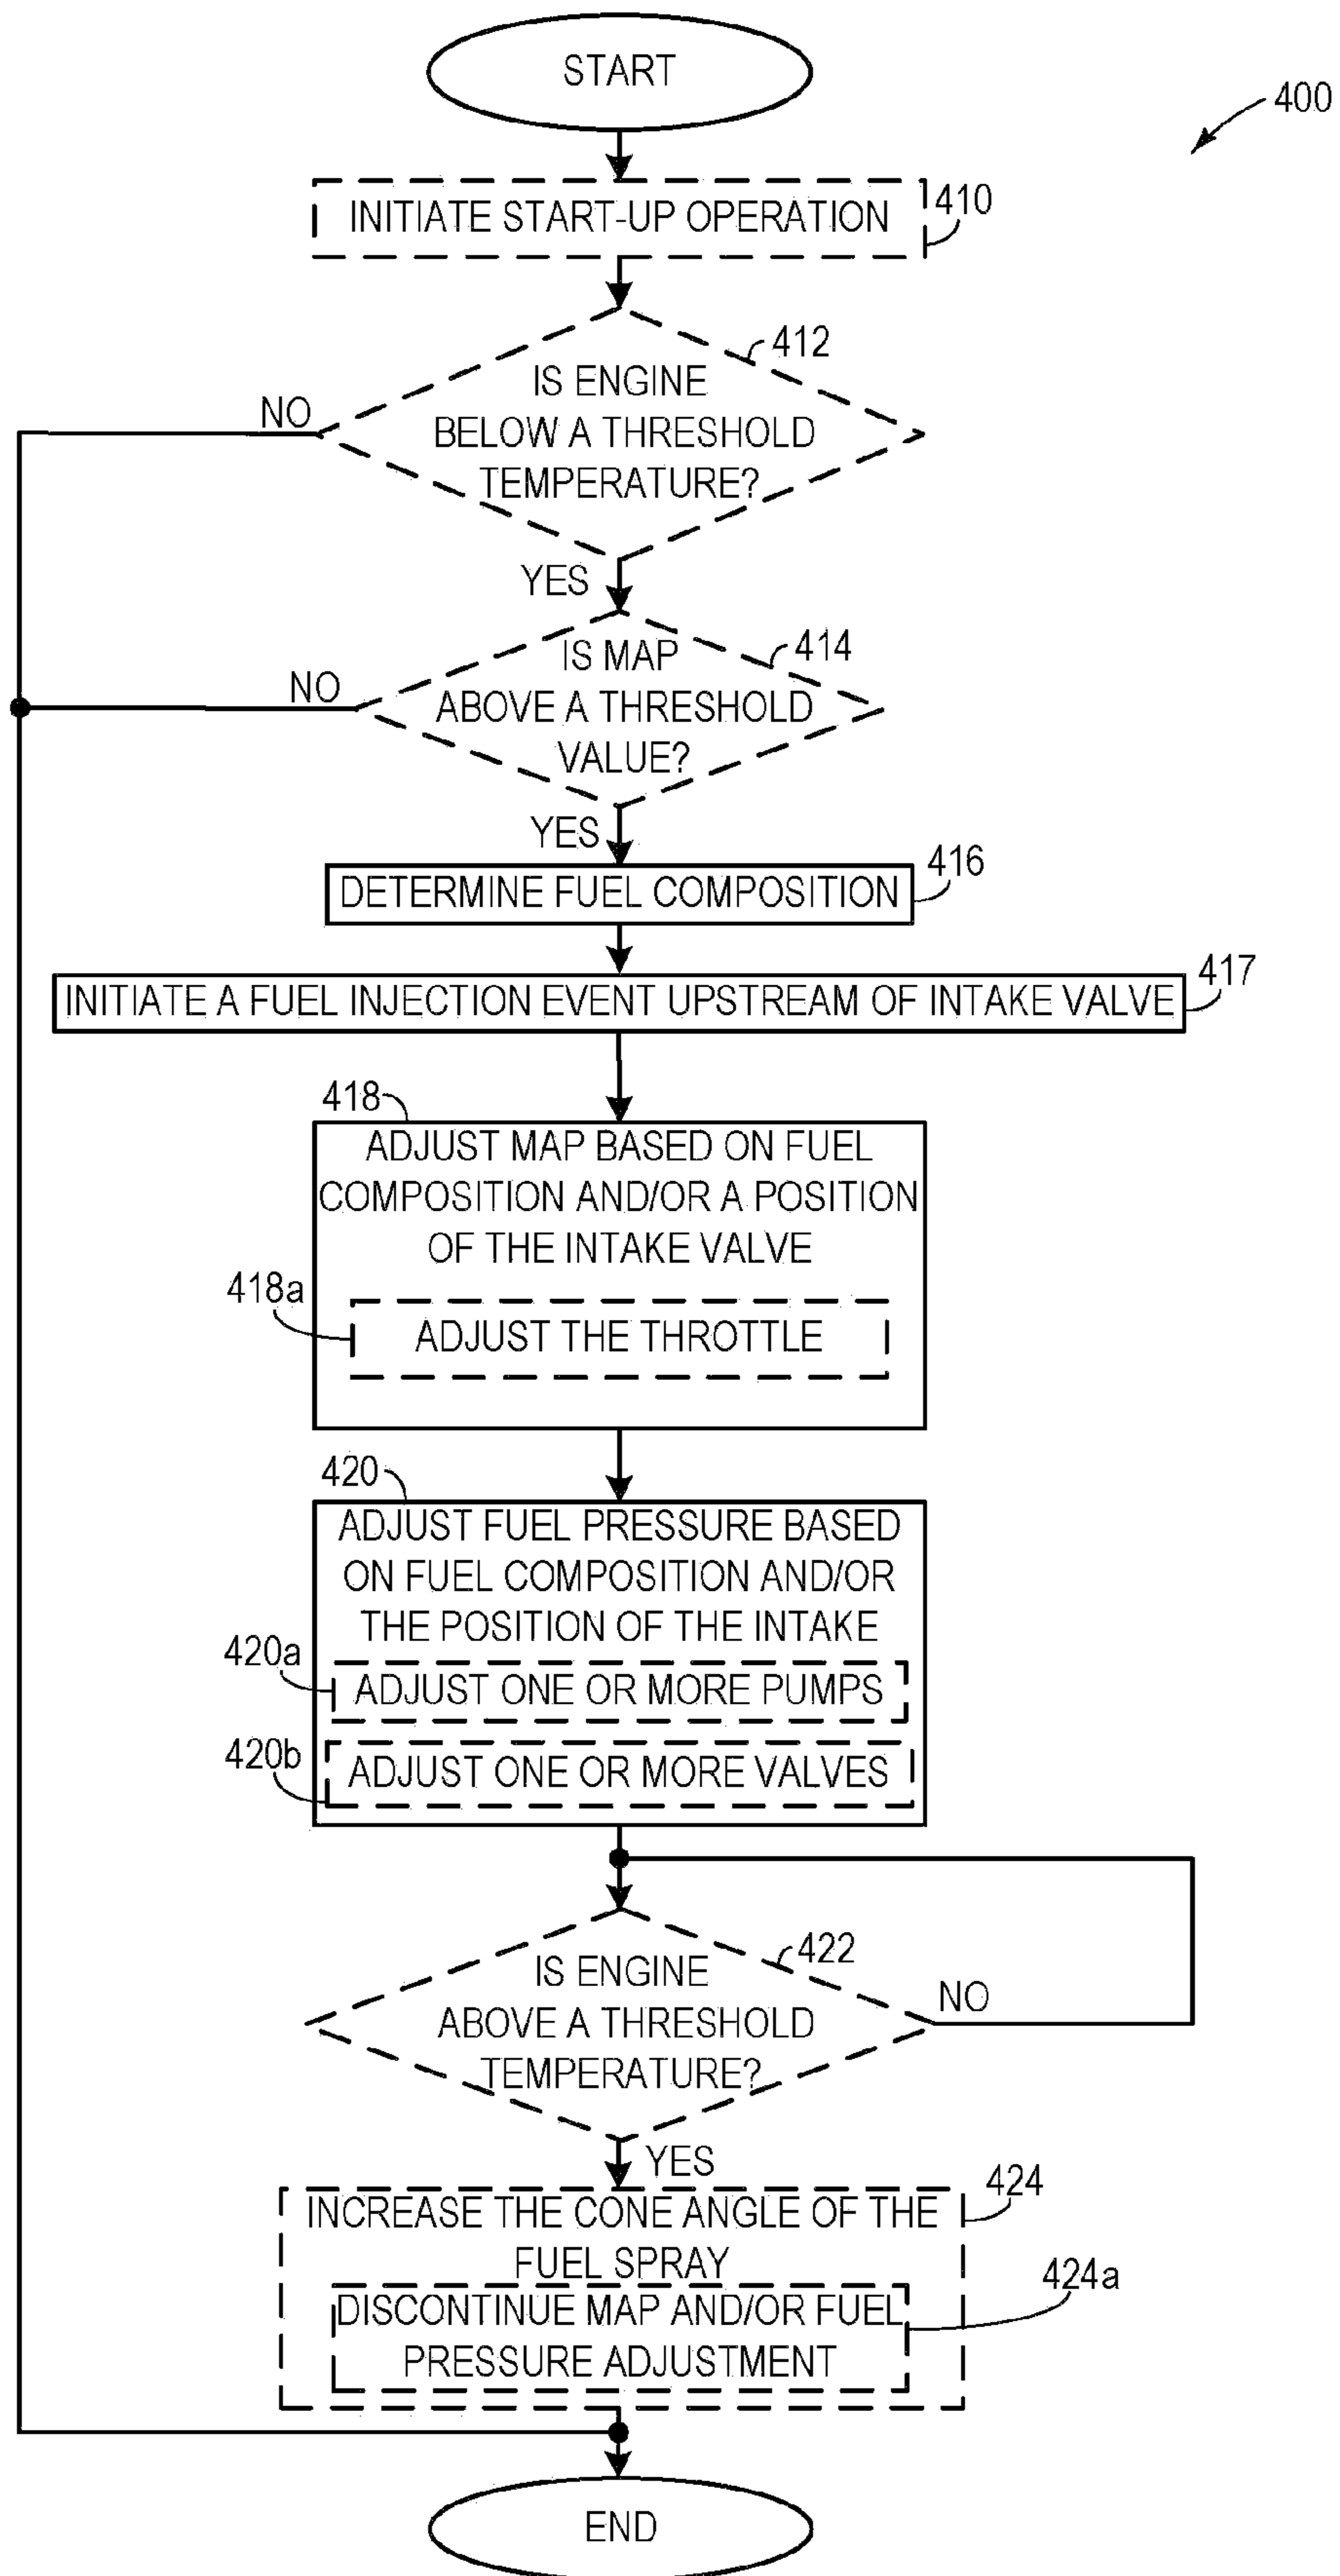 START
400
INITIATE START-UP OPERATION
410
412
IS ENGINE
BELOW A THRESHOLD
TEMPERATURE?
NO
YES
414
IS MAP
ABOVE A THRESHOLD
VALUE?
NO
YES
416
DETERMINE FUEL COMPOSITION
417
INITIATE A FUEL INJECTION EVENT UPSTREAM OF INTAKE VALVE
418
ADJUST MAP BASED ON FUEL
COMPOSITION AND/OR A POSITION
OF THE INTAKE VALVE
418a
ADJUST THE THROTTLE
420
ADJUST FUEL PRESSURE BASED
ON FUEL COMPOSITION AND/OR
THE POSITION OF THE INTAKE
420a
ADJUST ONE OR MORE PUMPS
420b
ADJUST ONE OR MORE VALVES
422
IS ENGINE
ABOVE A THRESHOLD
TEMPERATURE?
NO
YES
424
INCREASE THE CONE ANGLE OF THE
FUEL SPRAY
424a
DISCONTINUE MAP AND/OR FUEL
PRESSURE ADJUSTMENT
END